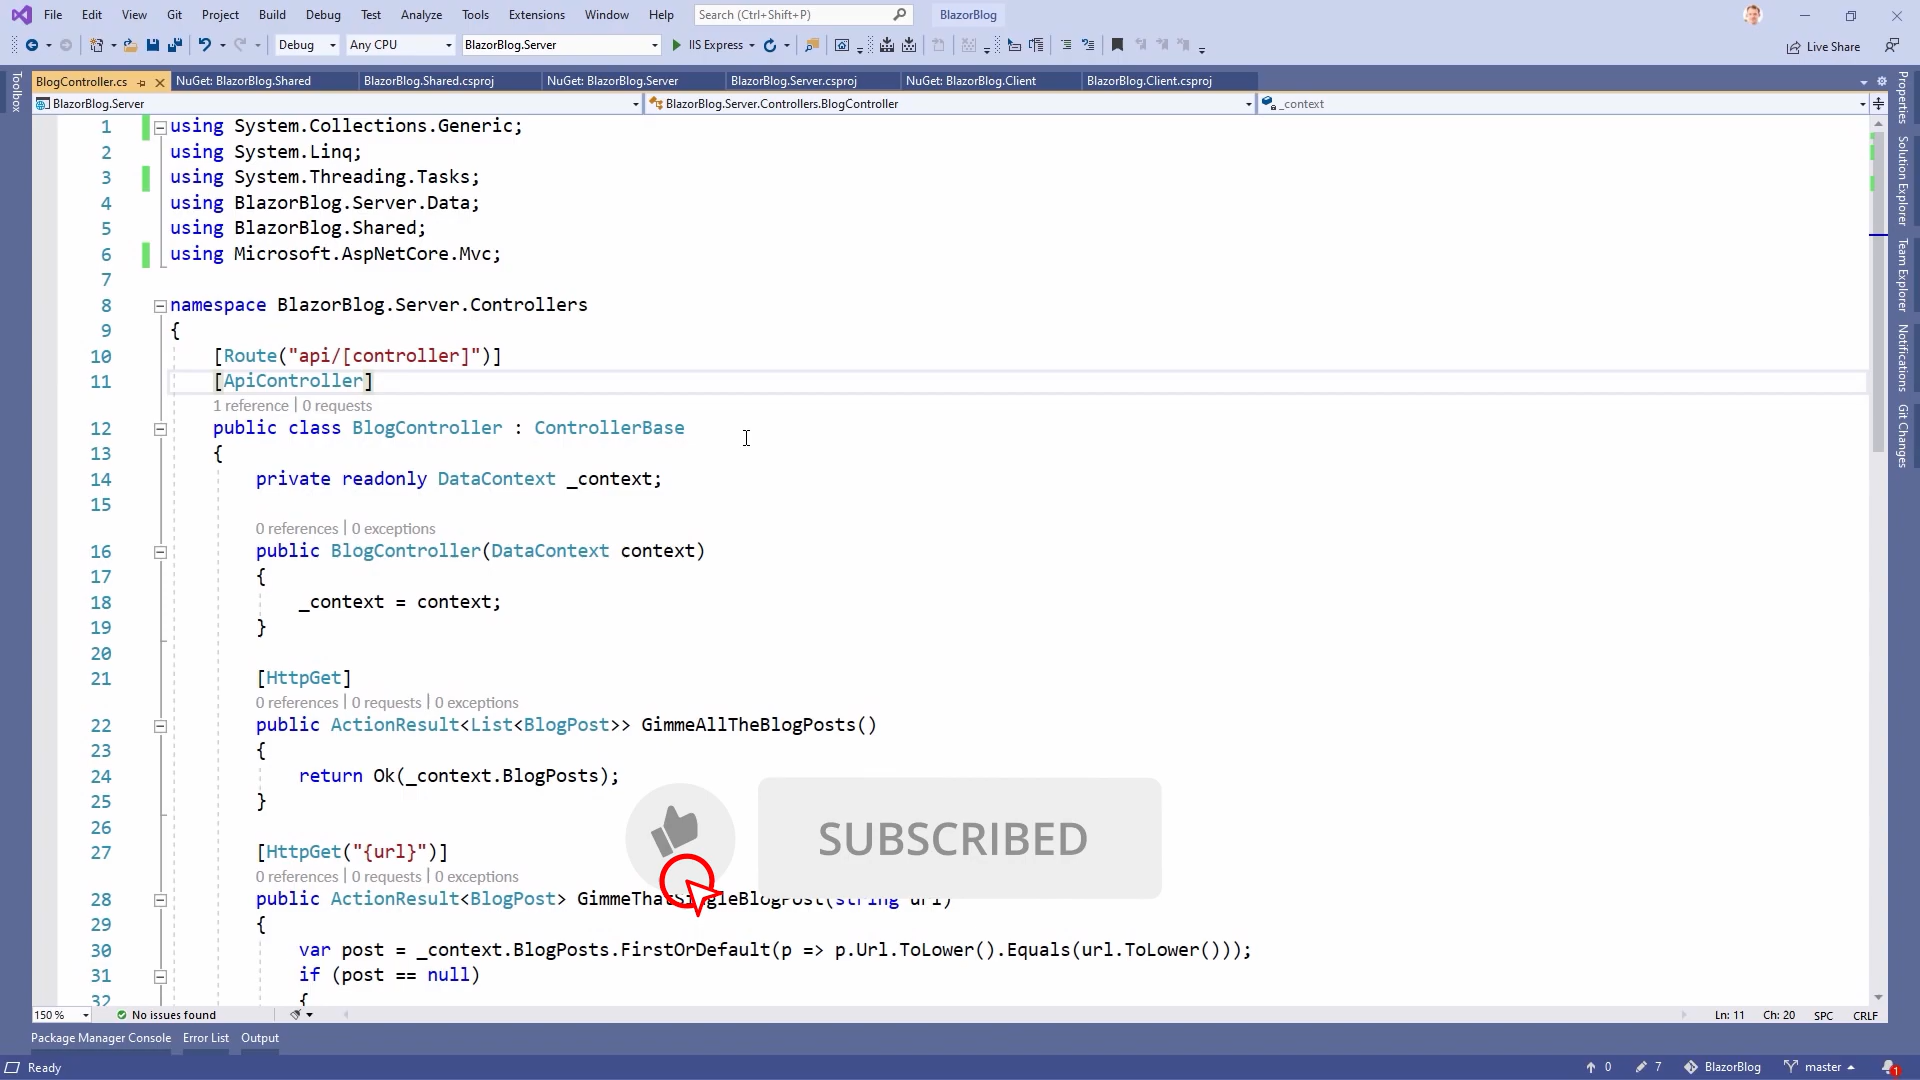 File Edit View Git Project Build Debug Test Analyze Tools Extensions Window Help Search (Ctrl+Shift+P) BlazorBlog
Debug Any CPU BlazorBlog.Server IIS Express Live Share
BlogController.cs NuGet: BlazorBlog.Shared BlazorBlog.Shared.csproj NuGet: BlazorBlog.Server BlazorBlog.Server.csproj NuGet: BlazorBlog.Client BlazorBlog.Client.csproj
BlazorBlog.Server BlazorBlog.Server.Controllers.BlogController _context
Toolbox
Properties
Solution Explorer
Team Explorer
Notifications
Git Changes
1 using System.Collections.Generic;
2 using System.Linq;
3 using System.Threading.Tasks;
4 using BlazorBlog.Server.Data;
5 using BlazorBlog.Shared;
6 using Microsoft.AspNetCore.Mvc;
7
8 namespace BlazorBlog.Server.Controllers
9 {
10 [Route("api/[controller]")]
11 [ApiController]
1 reference | 0 requests
12 public class BlogController : ControllerBase
13 {
14 private readonly DataContext _context;
15
0 references | 0 exceptions
16 public BlogController(DataContext context)
17 {
18 _context = context;
19 }
20
21 [HttpGet]
0 references | 0 requests | 0 exceptions
22 public ActionResult<List<BlogPost>> GimmeAllTheBlogPosts()
23 {
24 return Ok(_context.BlogPosts);
25 }
26
27 [HttpGet("{url}")]
0 references | 0 requests | 0 exceptions
28 public ActionResult<BlogPost> GimmeThatSingleBlogPost(string url)
29 {
30 var post = _context.BlogPosts.FirstOrDefault(p => p.Url.ToLower().Equals(url.ToLower()));
31 if (post == null)
32 {
SUBSCRIBED
150 % No issues found Ln: 11 Ch: 20 SPC CRLF
Package Manager Console Error List Output
Ready 0 7 BlazorBlog master 1